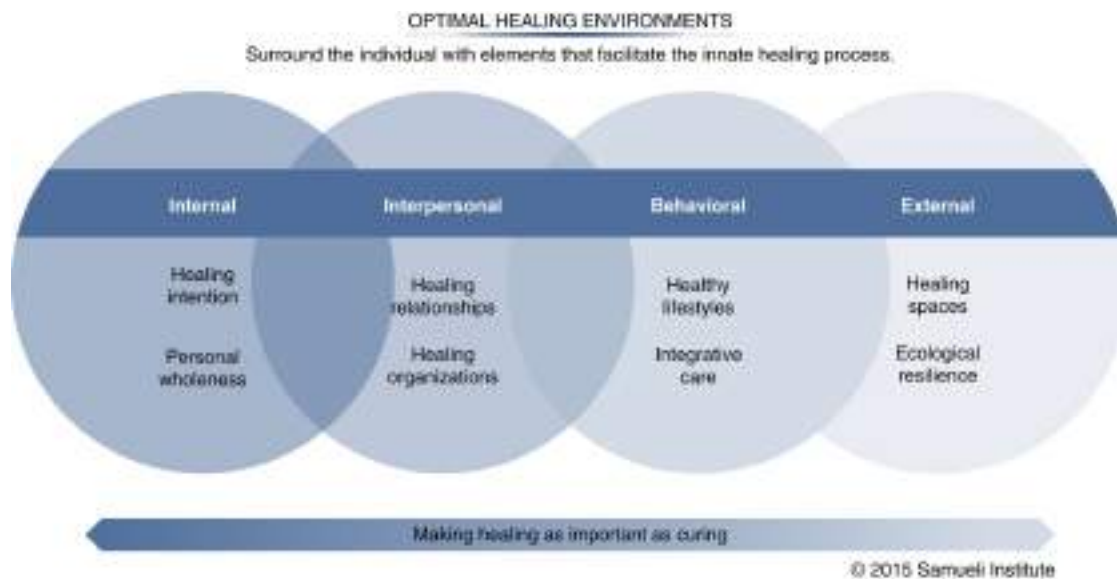 OPTIMAL HEALING ENVIRONMENTS
Surround the individual with elements that facilitate the innate healing process.
Internal
Interpersonal
Behavioral
External
Healing
intention
Healing
relationships
Healthy
lifestyles
Healing
spaces
Personal
wholeness
Healing
organizations
Integrative
care
Ecological
resilience
Making healing as important as curing
© 2015 Samueli Institute